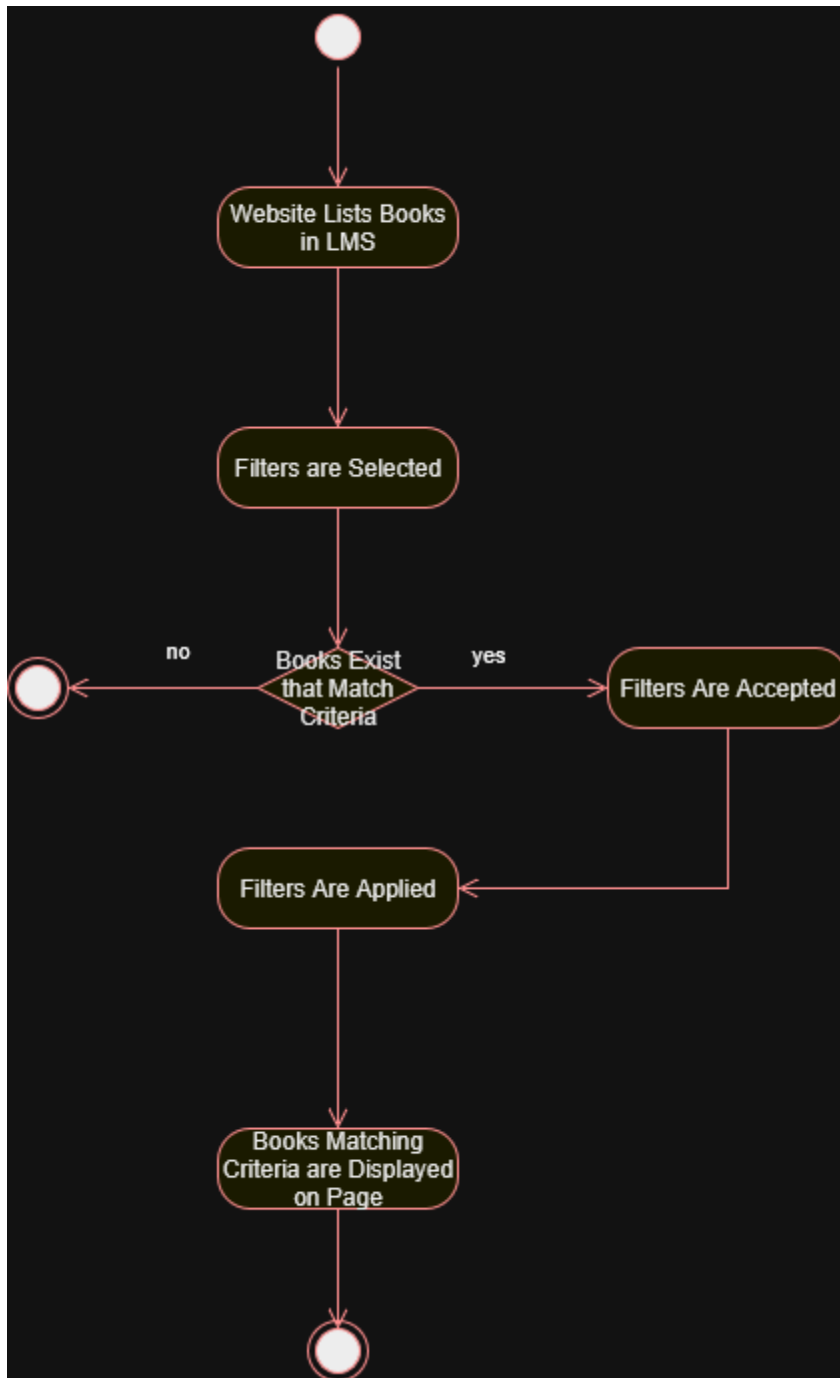 Website Lists Books
in LMS
Filters are Selected
no
Books Exist
that Match
Criteria
yes
Filters Are Accepted
Filters Are Applied
Books Matching
Criteria are Displayed
on Page